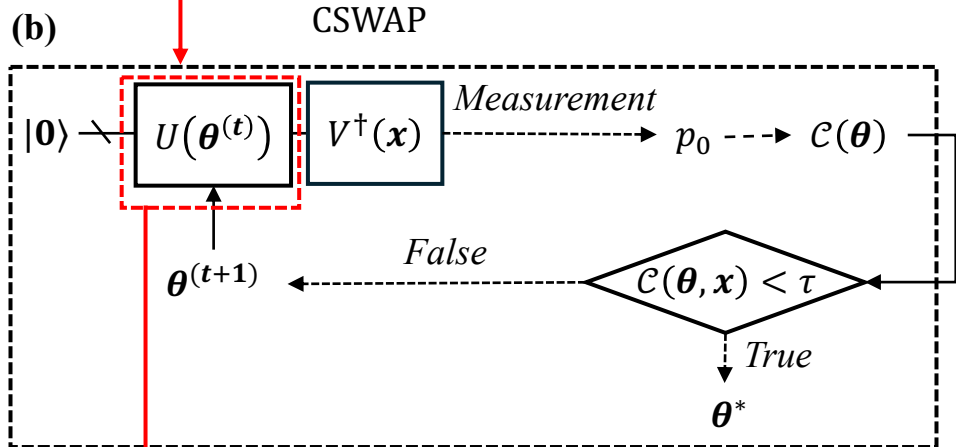 (b) CSWAP
|𝟎⟩ U(𝜽⁽ᵗ⁾) V†(𝒙) Measurement p₀ 𝒞(𝜽)
𝜽⁽ᵗ⁺¹⁾ False 𝒞(𝜽, 𝒙) < τ
True
𝜽*